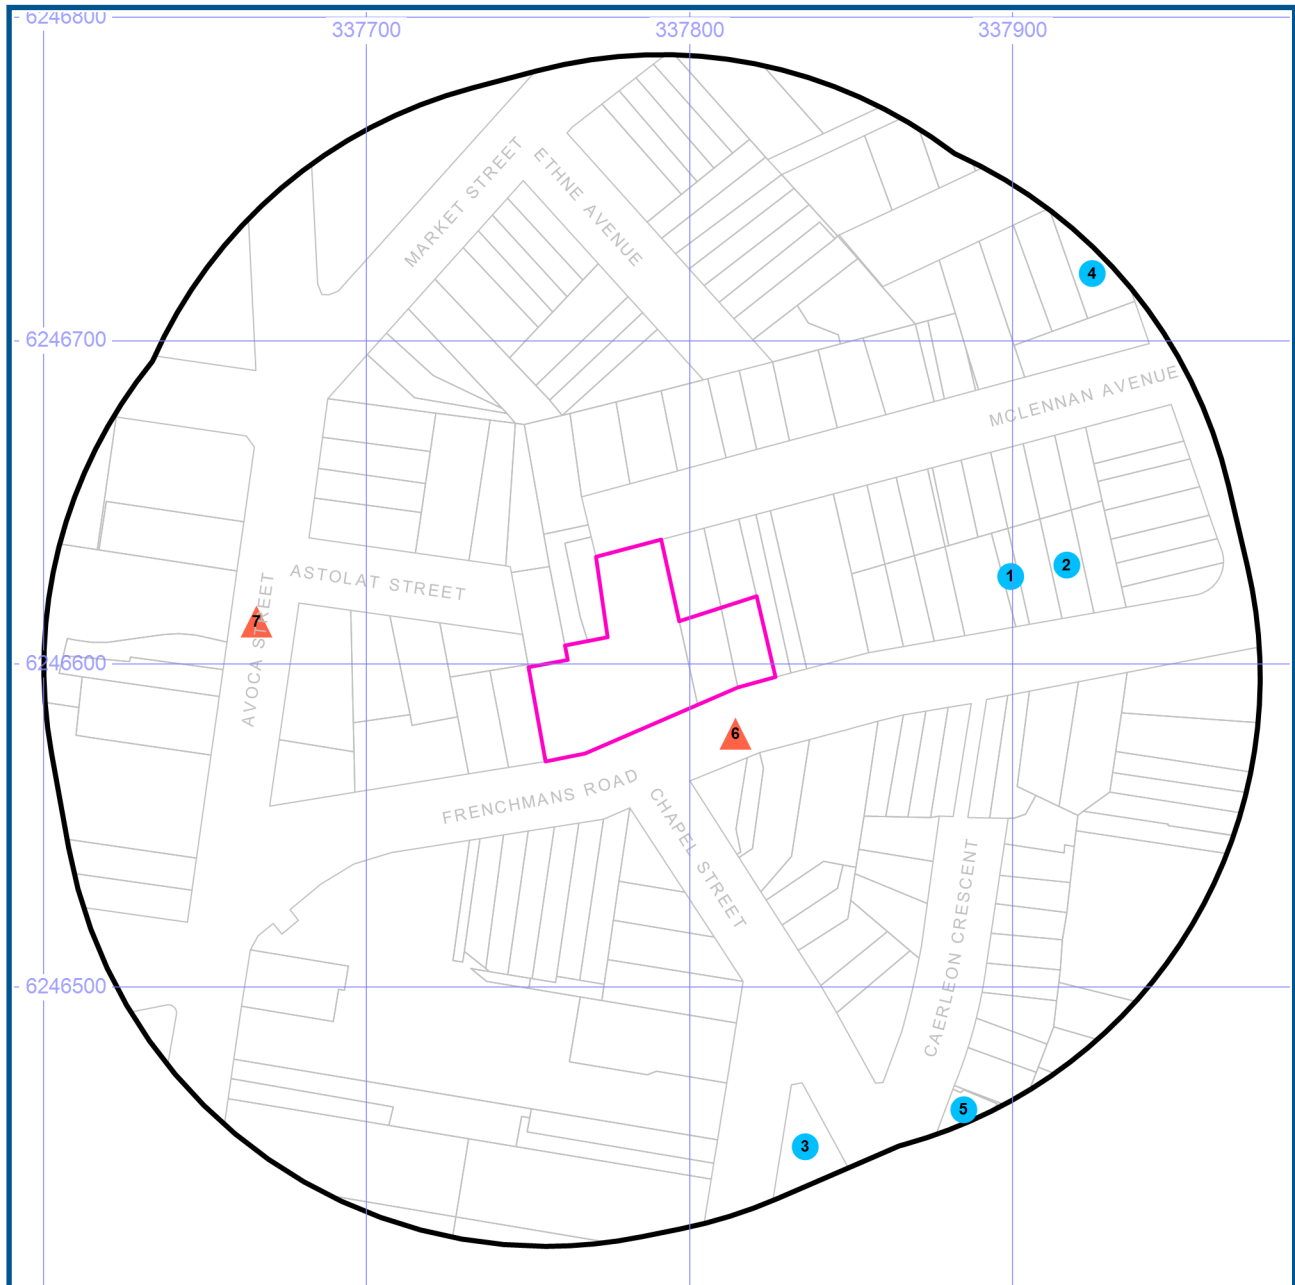 6246800
337700
337800
337900
MARKET STREET
ETHNE AVENUE
4
6246700
MCLENNAN AVENUE
ASTOLAT STREET
1
2
7
AVOCA STREET
6246600
6
FRENCHMANS ROAD
CHAPEL STREET
CAERLEON CRESCENT
6246500
5
3